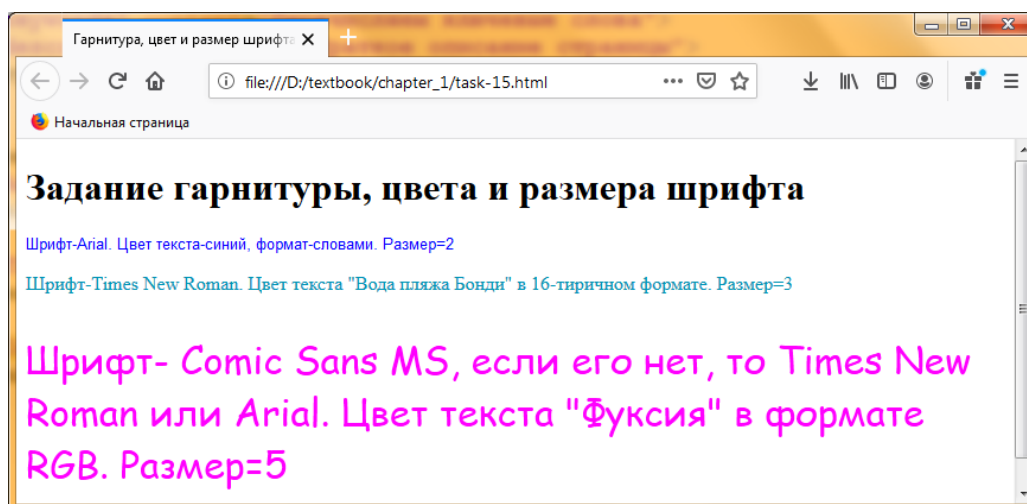 Гарнитура, цвет и размер шрифта
file:///D:/textbook/chapter_1/task-15.html
Начальная страница
Задание гарнитуры, цвета и размера шрифта
Шрифт-Arial. Цвет текста-синий, формат-словами. Размер=2
Шрифт-Times New Roman. Цвет текста "Вода пляжа Бонди" в 16-тиричном формате. Размер=3
Шрифт- Comic Sans MS, если его нет, то Times New
Roman или Arial. Цвет текста "Фуксия" в формате
RGB. Размер=5